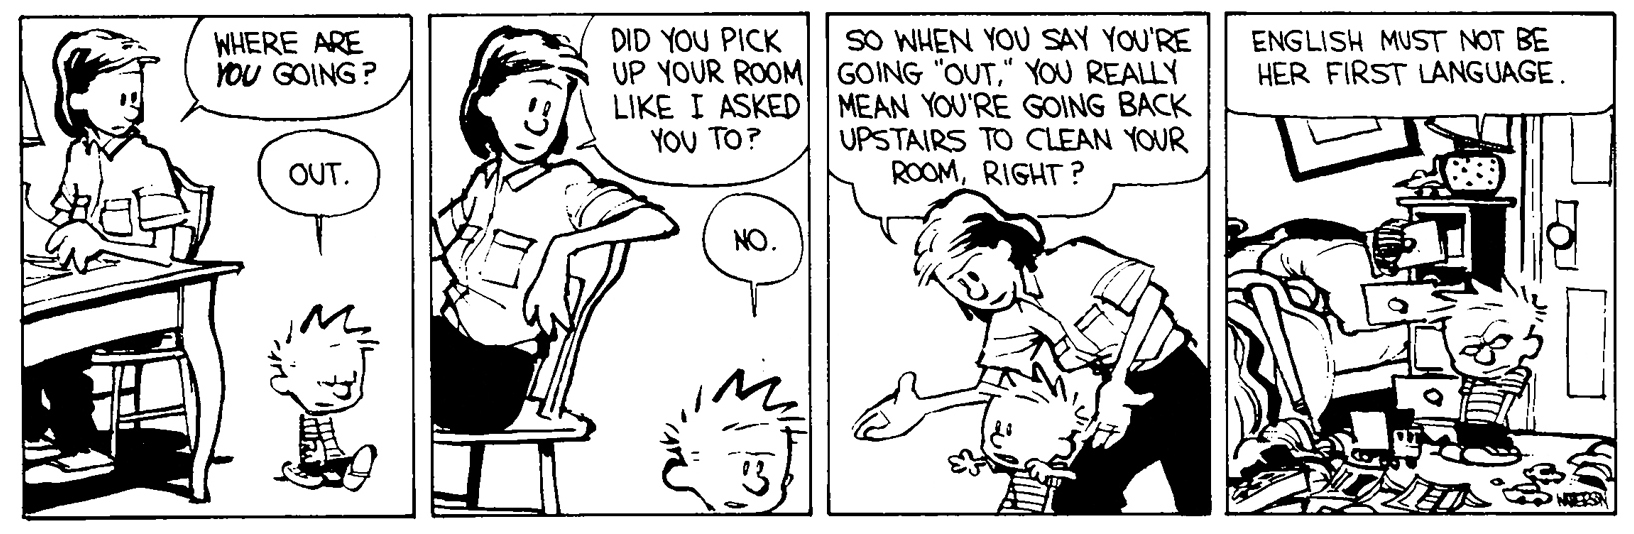 WHERE ARE
YOU GOING?
OUT.
DID YOU PICK
UP YOUR ROOM
LIKE I ASKED
YOU TO?
NO.
SO WHEN YOU SAY YOU'RE
GOING "OUT," YOU REALLY
MEAN YOU'RE GOING BACK
UPSTAIRS TO CLEAN YOUR
ROOM, RIGHT?
ENGLISH MUST NOT BE
HER FIRST LANGUAGE.
WATTERSON